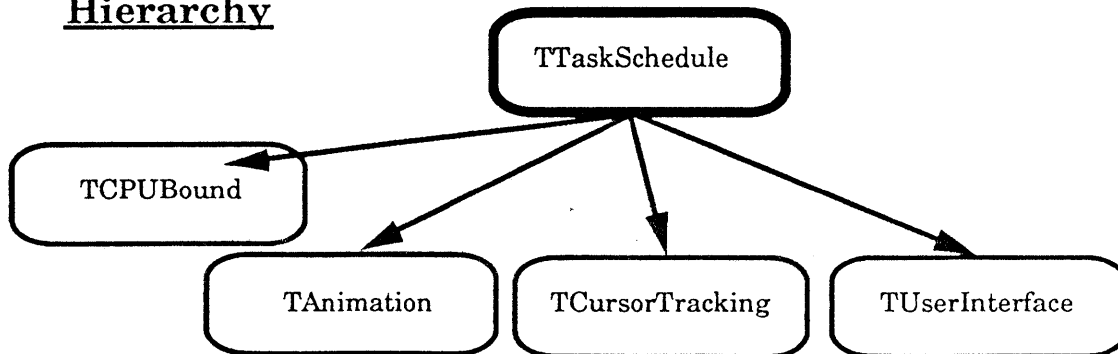 Hierarchy
TTaskSchedule
TCPUBound
TAnimation
TCursorTracking
TUserInterface